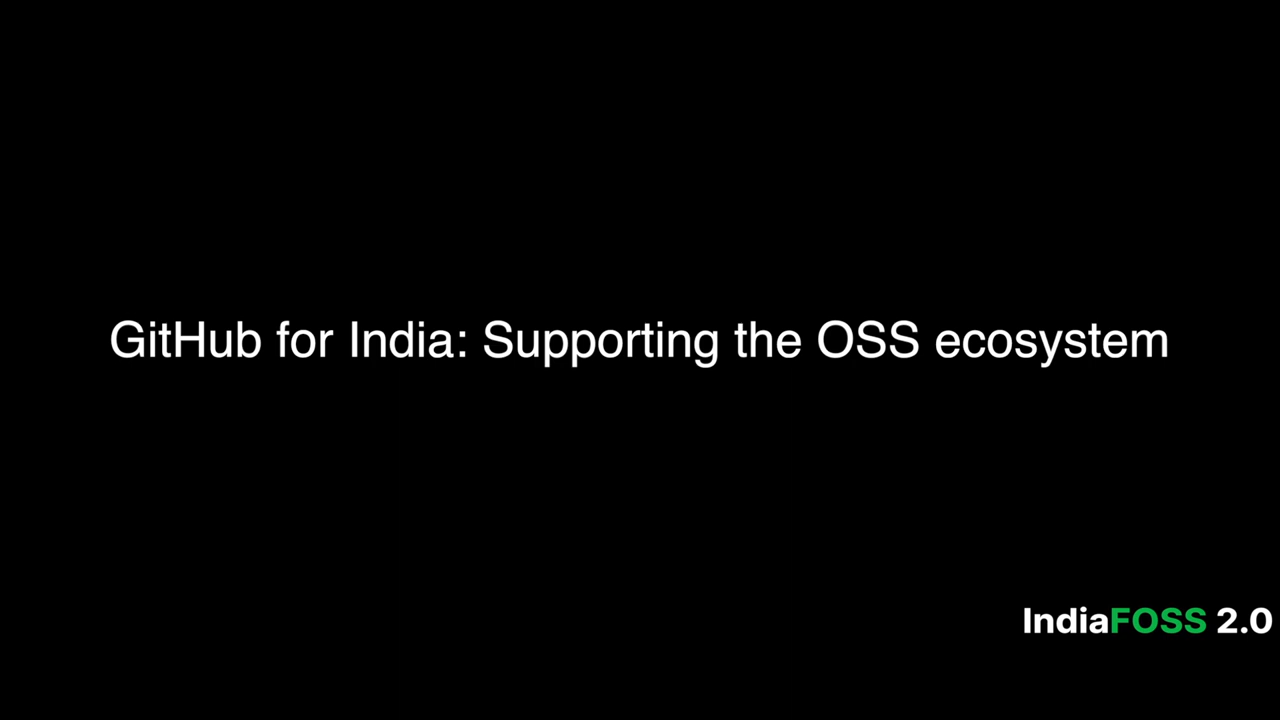 GitHub for India: Supporting the OSS ecosystem
IndiaFOSS 2.0